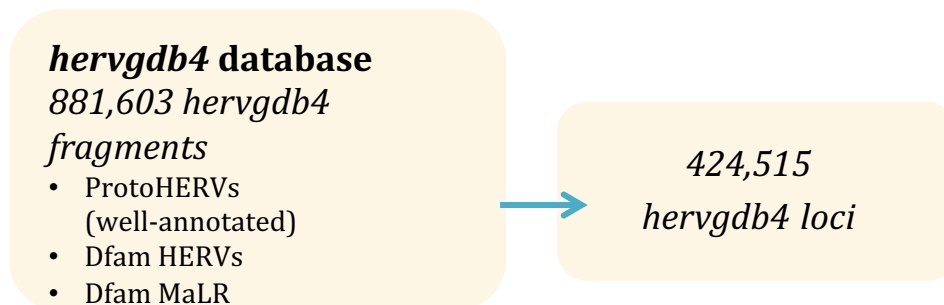 hervgdb4 database
881,603 hervgdb4
fragments
• ProtoHERVs
(well-annotated)
• Dfam HERVs
• Dfam MaLR
424,515
hervgdb4 loci